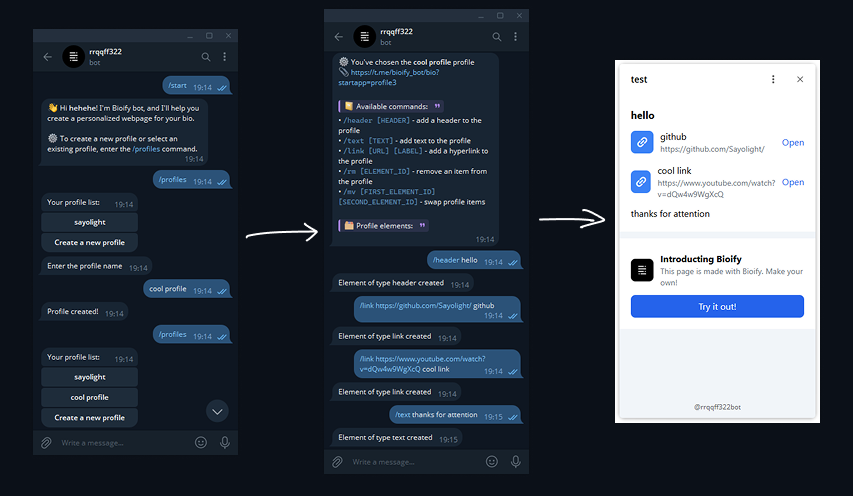 rrqqff322
bot
/start 19:14
👋 Hi hehehe! I'm Bioify bot, and I'll help you
create a personalized webpage for your bio.
⚙️ To create a new profile or select an
existing profile, enter the /profiles command.
19:14
/profiles 19:14
Your profile list: 19:14
sayolight
Create a new profile
Enter the profile name 19:14
cool profile 19:14
Profile created! 19:14
/profiles 19:14
Your profile list: 19:14
sayolight
cool profile
Create a new profile
Write a message...
rrqqff322
bot
⚙️ You've chosen the cool profile profile
📎 https://t.me/bioify_bot/bio?
startapp=profile3
Available commands:
• /header [HEADER] - add a header to the
profile
• /text [TEXT] - add text to the profile
• /link [URL] [LABEL] - add a hyperlink to
the profile
• /rm [ELEMENT_ID] - remove an item from
the profile
• /mv [FIRST_ELEMENT_ID]
[SECOND_ELEMENT_ID] - swap profile items
Profile elements:
19:14
/header hello 19:14
Element of type header created 19:14
/link https://github.com/Sayolight/ github
19:14
Element of type link created 19:14
/link https://www.youtube.com/watch?
v=dQw4w9WgXcQ cool link 19:14
Element of type link created 19:14
/text thanks for attention 19:15
Element of type text created 19:15
Write a message...
test
hello
github
https://github.com/Sayolight/ Open
cool link
https://www.youtube.com/watch? Open
v=dQw4w9WgXcQ
thanks for attention
Introducing Bioify
This page is made with Bioify. Make your
own!
Try it out!
@rrqqff322bot